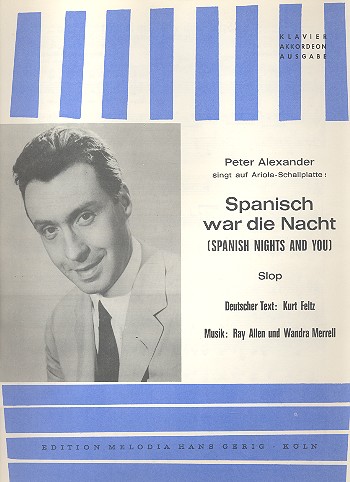 KLAVIER
AKKORDEON
AUSGABE
Peter Alexander
singt auf Ariola-Schallplatte:
Spanisch
war die Nacht
(SPANISH NIGHTS AND YOU)
Slop
Deutscher Text: Kurt Feltz
Musik: Ray Allen und Wandra Merrell
EDITION MELODIA HANS GERIG · KÖLN